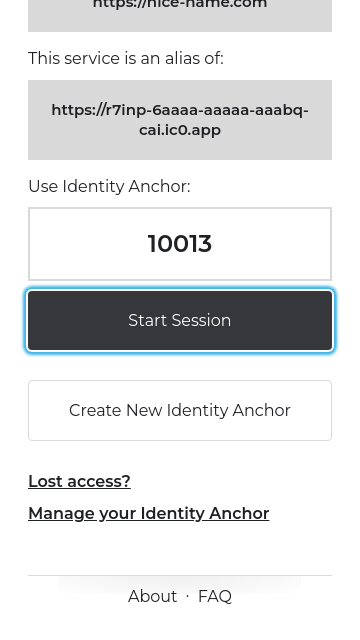 https://nice-name.com
This service is an alias of:
https://r7inp-6aaaa-aaaaa-aaabq-
cai.ic0.app
Use Identity Anchor:
10013
Start Session
Create New Identity Anchor
Lost access?
Manage your Identity Anchor
About · FAQ